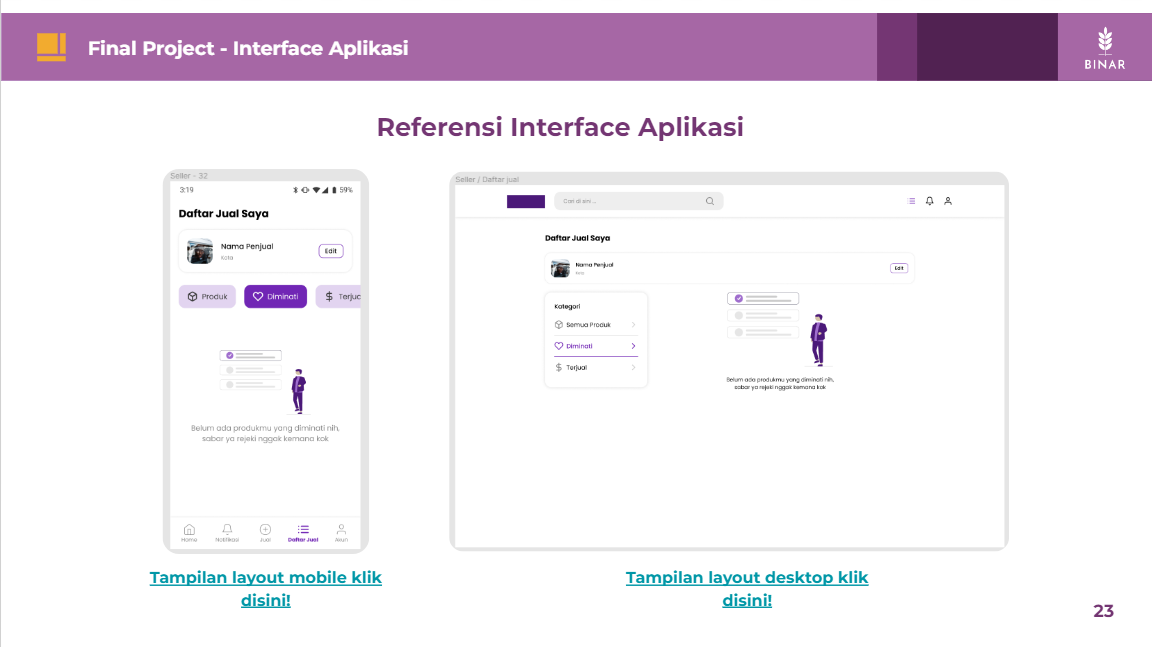 Final Project - Interface Aplikasi
BINAR
Referensi Interface Aplikasi
Seller - 32
3:19
59%
Daftar Jual Saya
Nama Penjual
Kota
Edit
Produk
Diminati
Terjuc
Belum ada produkmu yang diminati nih,
sabar ya rejeki nggak kemana kok
Home
Notifikasi
Jual
Daftar Jual
Akun
Seller / Daftar jual
Cari di sini ...
Daftar Jual Saya
Nama Penjual
Kota
Edit
Kategori
Semua Produk
Diminati
Terjual
Belum ada produkmu yang diminati nih,
sabar ya rejeki nggak kemana kok
Tampilan layout mobile klik
disini!
Tampilan layout desktop klik
disini!
23